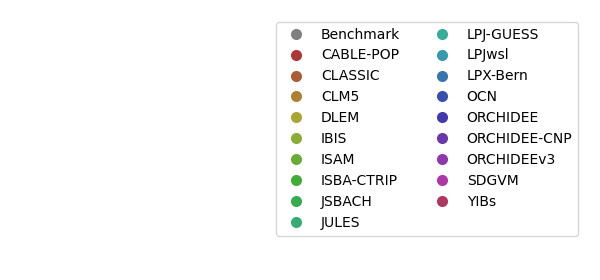 Benchmark
CABLE-POP
CLASSIC
CLM5
DLEM
IBIS
ISAM
ISBA-CTRIP
JSBACH
JULES
LPJ-GUESS
LPJwsl
LPX-Bern
OCN
ORCHIDEE
ORCHIDEE-CNP
ORCHIDEEv3
SDGVM
YIBs